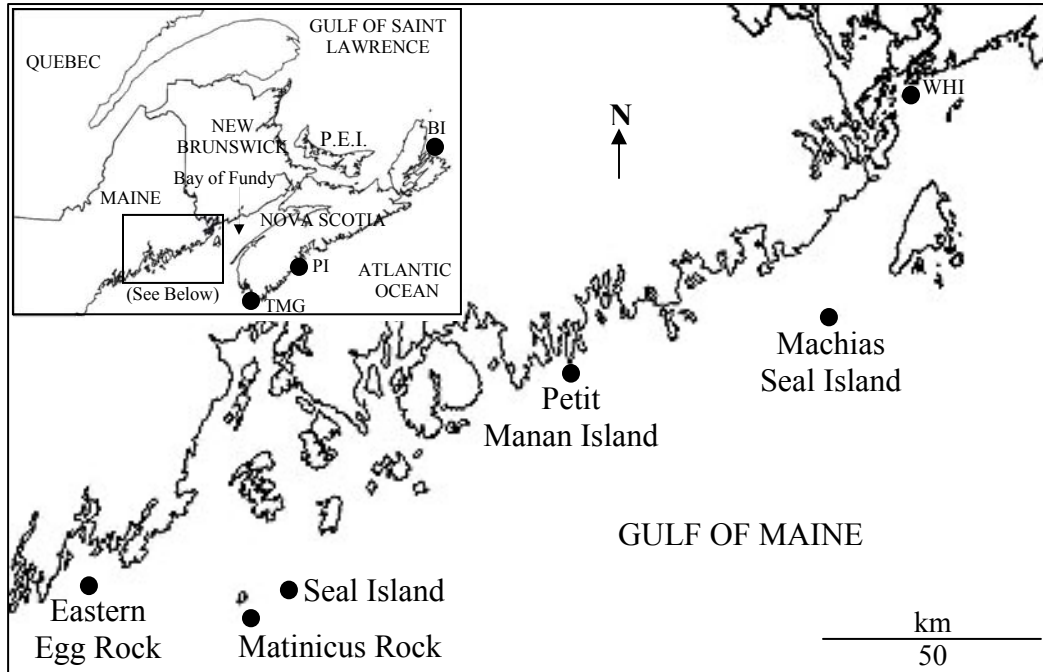 GULF OF SAINT
LAWRENCE
QUEBEC
NEW
BRUNSWICK
P.E.I.
BI
Bay of Fundy
MAINE
NOVA SCOTIA
PI
ATLANTIC
OCEAN
(See Below)
TMG
WHI
N
Machias
Seal Island
Petit
Manan Island
GULF OF MAINE
Seal Island
Eastern
Egg Rock
Matinicus Rock
km
50